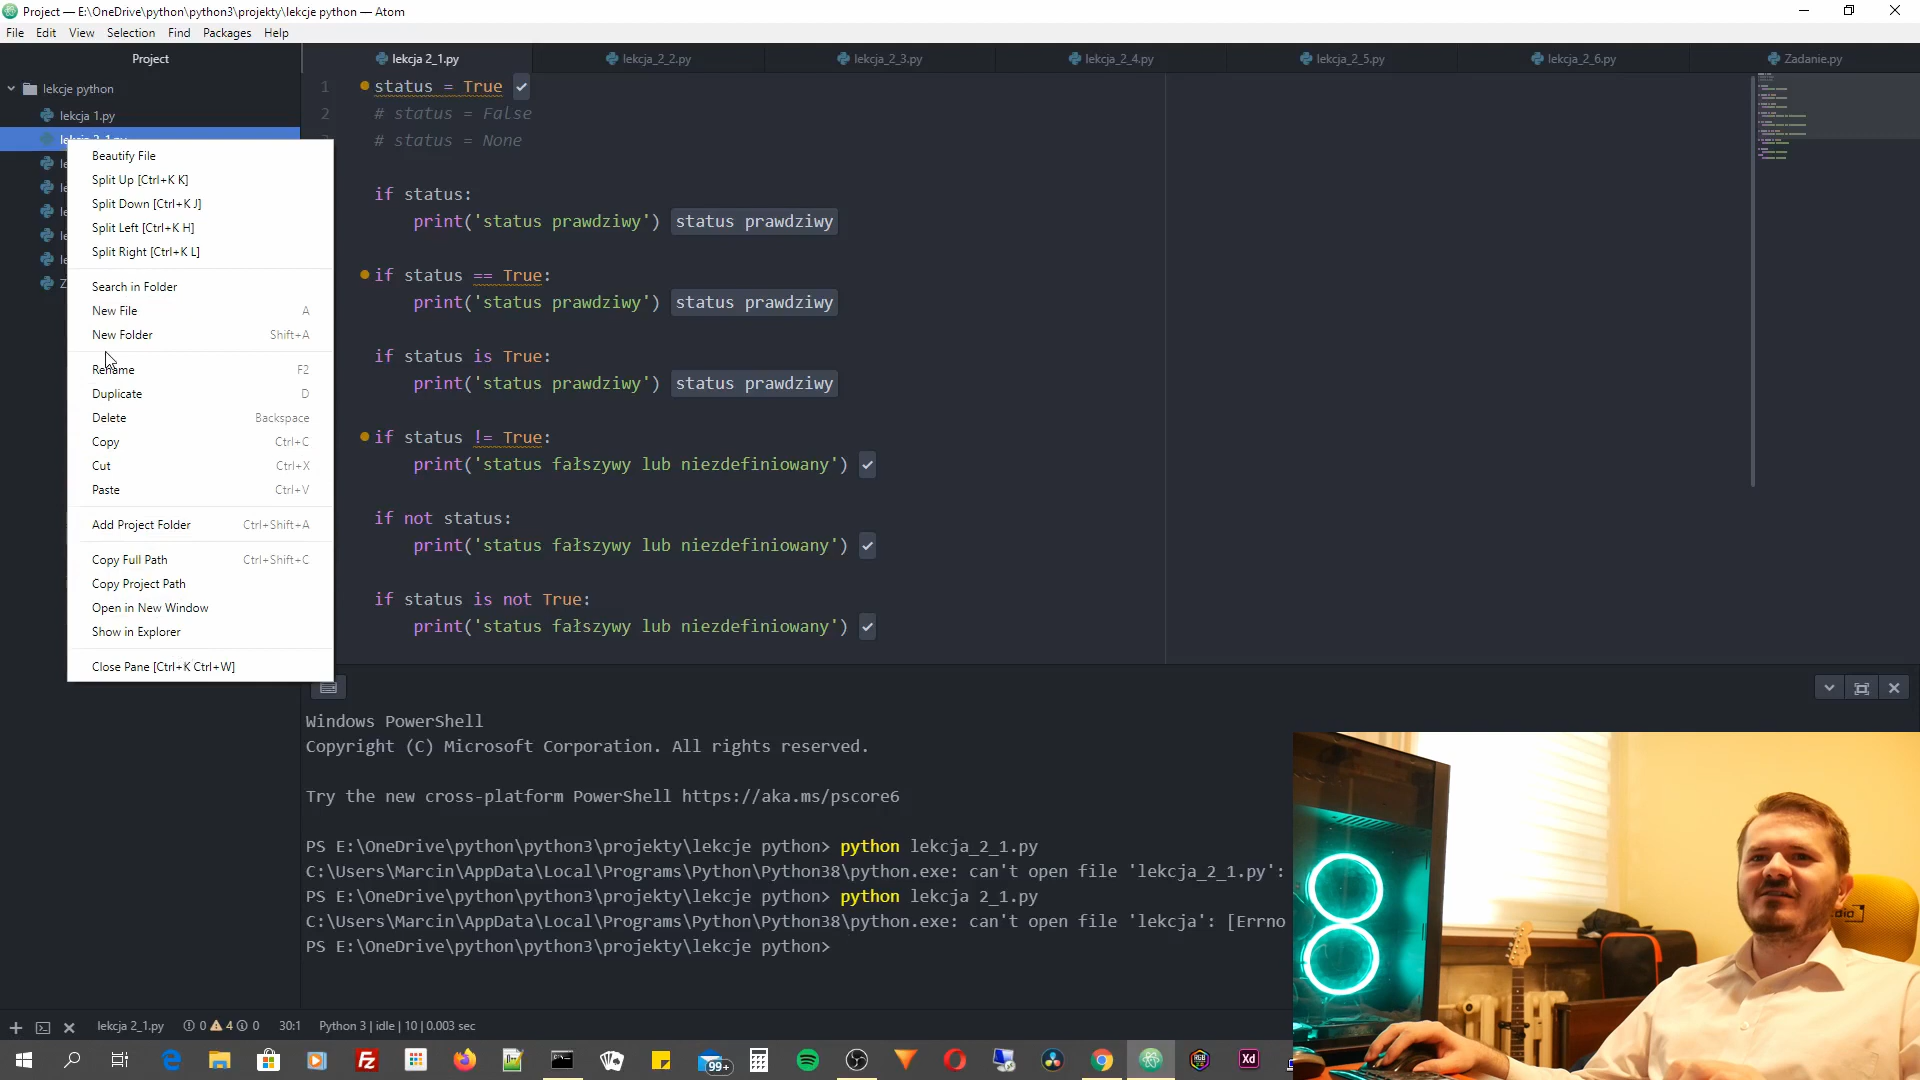 Project — E:\OneDrive\python\python3\projekty\lekcje python — Atom
File Edit View Selection Find Packages Help
Project
lekcja 2_1.py
lekcja_2_2.py
lekcja_2_3.py
lekcja_2_4.py
lekcja_2_5.py
lekcja_2_6.py
Zadanie.py
lekcje python
lekcja 1.py
lekcja 2_1.py
le
le
le
le
le
Z
Beautify File
Split Up [Ctrl+K K]
Split Down [Ctrl+K J]
Split Left [Ctrl+K H]
Split Right [Ctrl+K L]
Search in Folder
New File A
New Folder Shift+A
Rename F2
Duplicate D
Delete Backspace
Copy Ctrl+C
Cut Ctrl+X
Paste Ctrl+V
Add Project Folder Ctrl+Shift+A
Copy Full Path Ctrl+Shift+C
Copy Project Path
Open in New Window
Show in Explorer
Close Pane [Ctrl+K Ctrl+W]
1 status = True
2 # status = False
# status = None
if status:
print('status prawdziwy') status prawdziwy
if status == True:
print('status prawdziwy') status prawdziwy
if status is True:
print('status prawdziwy') status prawdziwy
if status != True:
print('status fałszywy lub niezdefiniowany')
if not status:
print('status fałszywy lub niezdefiniowany')
if status is not True:
print('status fałszywy lub niezdefiniowany')
Windows PowerShell
Copyright (C) Microsoft Corporation. All rights reserved.
Try the new cross-platform PowerShell https://aka.ms/pscore6
PS E:\OneDrive\python\python3\projekty\lekcje python> python lekcja_2_1.py
C:\Users\Marcin\AppData\Local\Programs\Python\Python38\python.exe: can't open file 'lekcja_2_1.py':
PS E:\OneDrive\python\python3\projekty\lekcje python> python lekcja 2_1.py
C:\Users\Marcin\AppData\Local\Programs\Python\Python38\python.exe: can't open file 'lekcja': [Errno
PS E:\OneDrive\python\python3\projekty\lekcje python>
lekcja 2_1.py 0 4 0 30:1 Python 3 | idle | 10 | 0.003 sec
99+
Xd